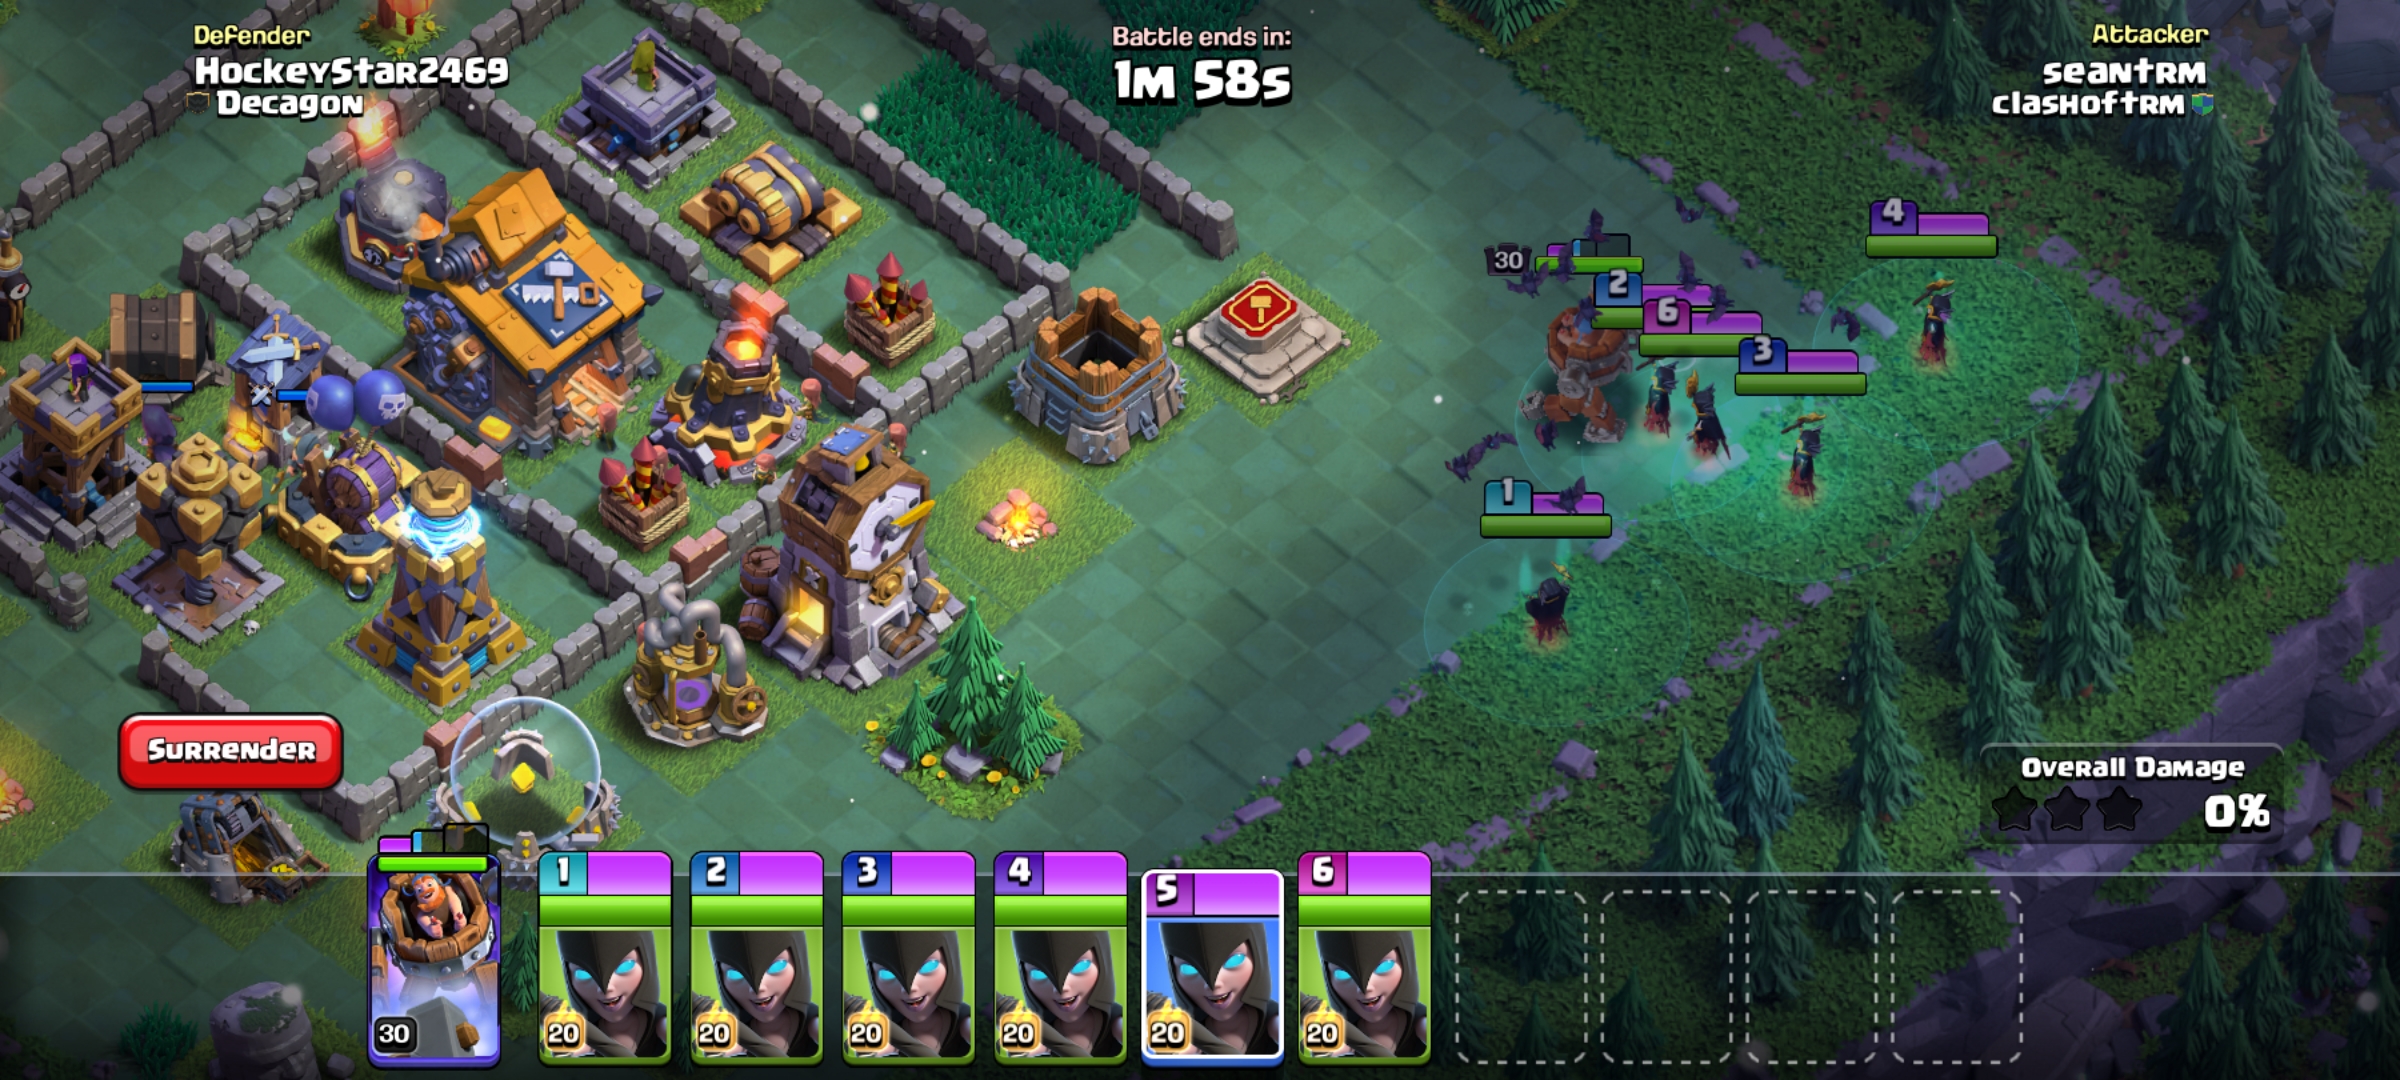 Defender
HockeyStar2469
Decagon
Battle ends in:
1m 58s
Attacker
seantrm
clashoftrm
4
30
2
6
3
1
Surrender
Overall Damage
0%
1
2
3
4
5
6
30
20
20
20
20
20
20